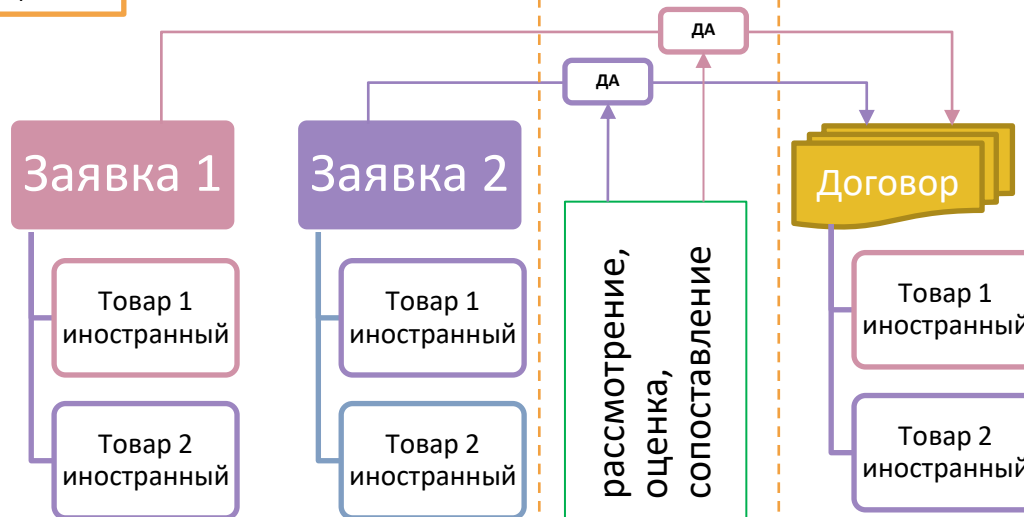 ДА
ДА
Заявка 1
Товар 1
иностранный
Товар 2
иностранный
Заявка 2
Товар 1
иностранный
Товар 2
иностранный
рассмотрение,
оценка,
сопоставление
Договор
Товар 1
иностранный
Товар 2
иностранный